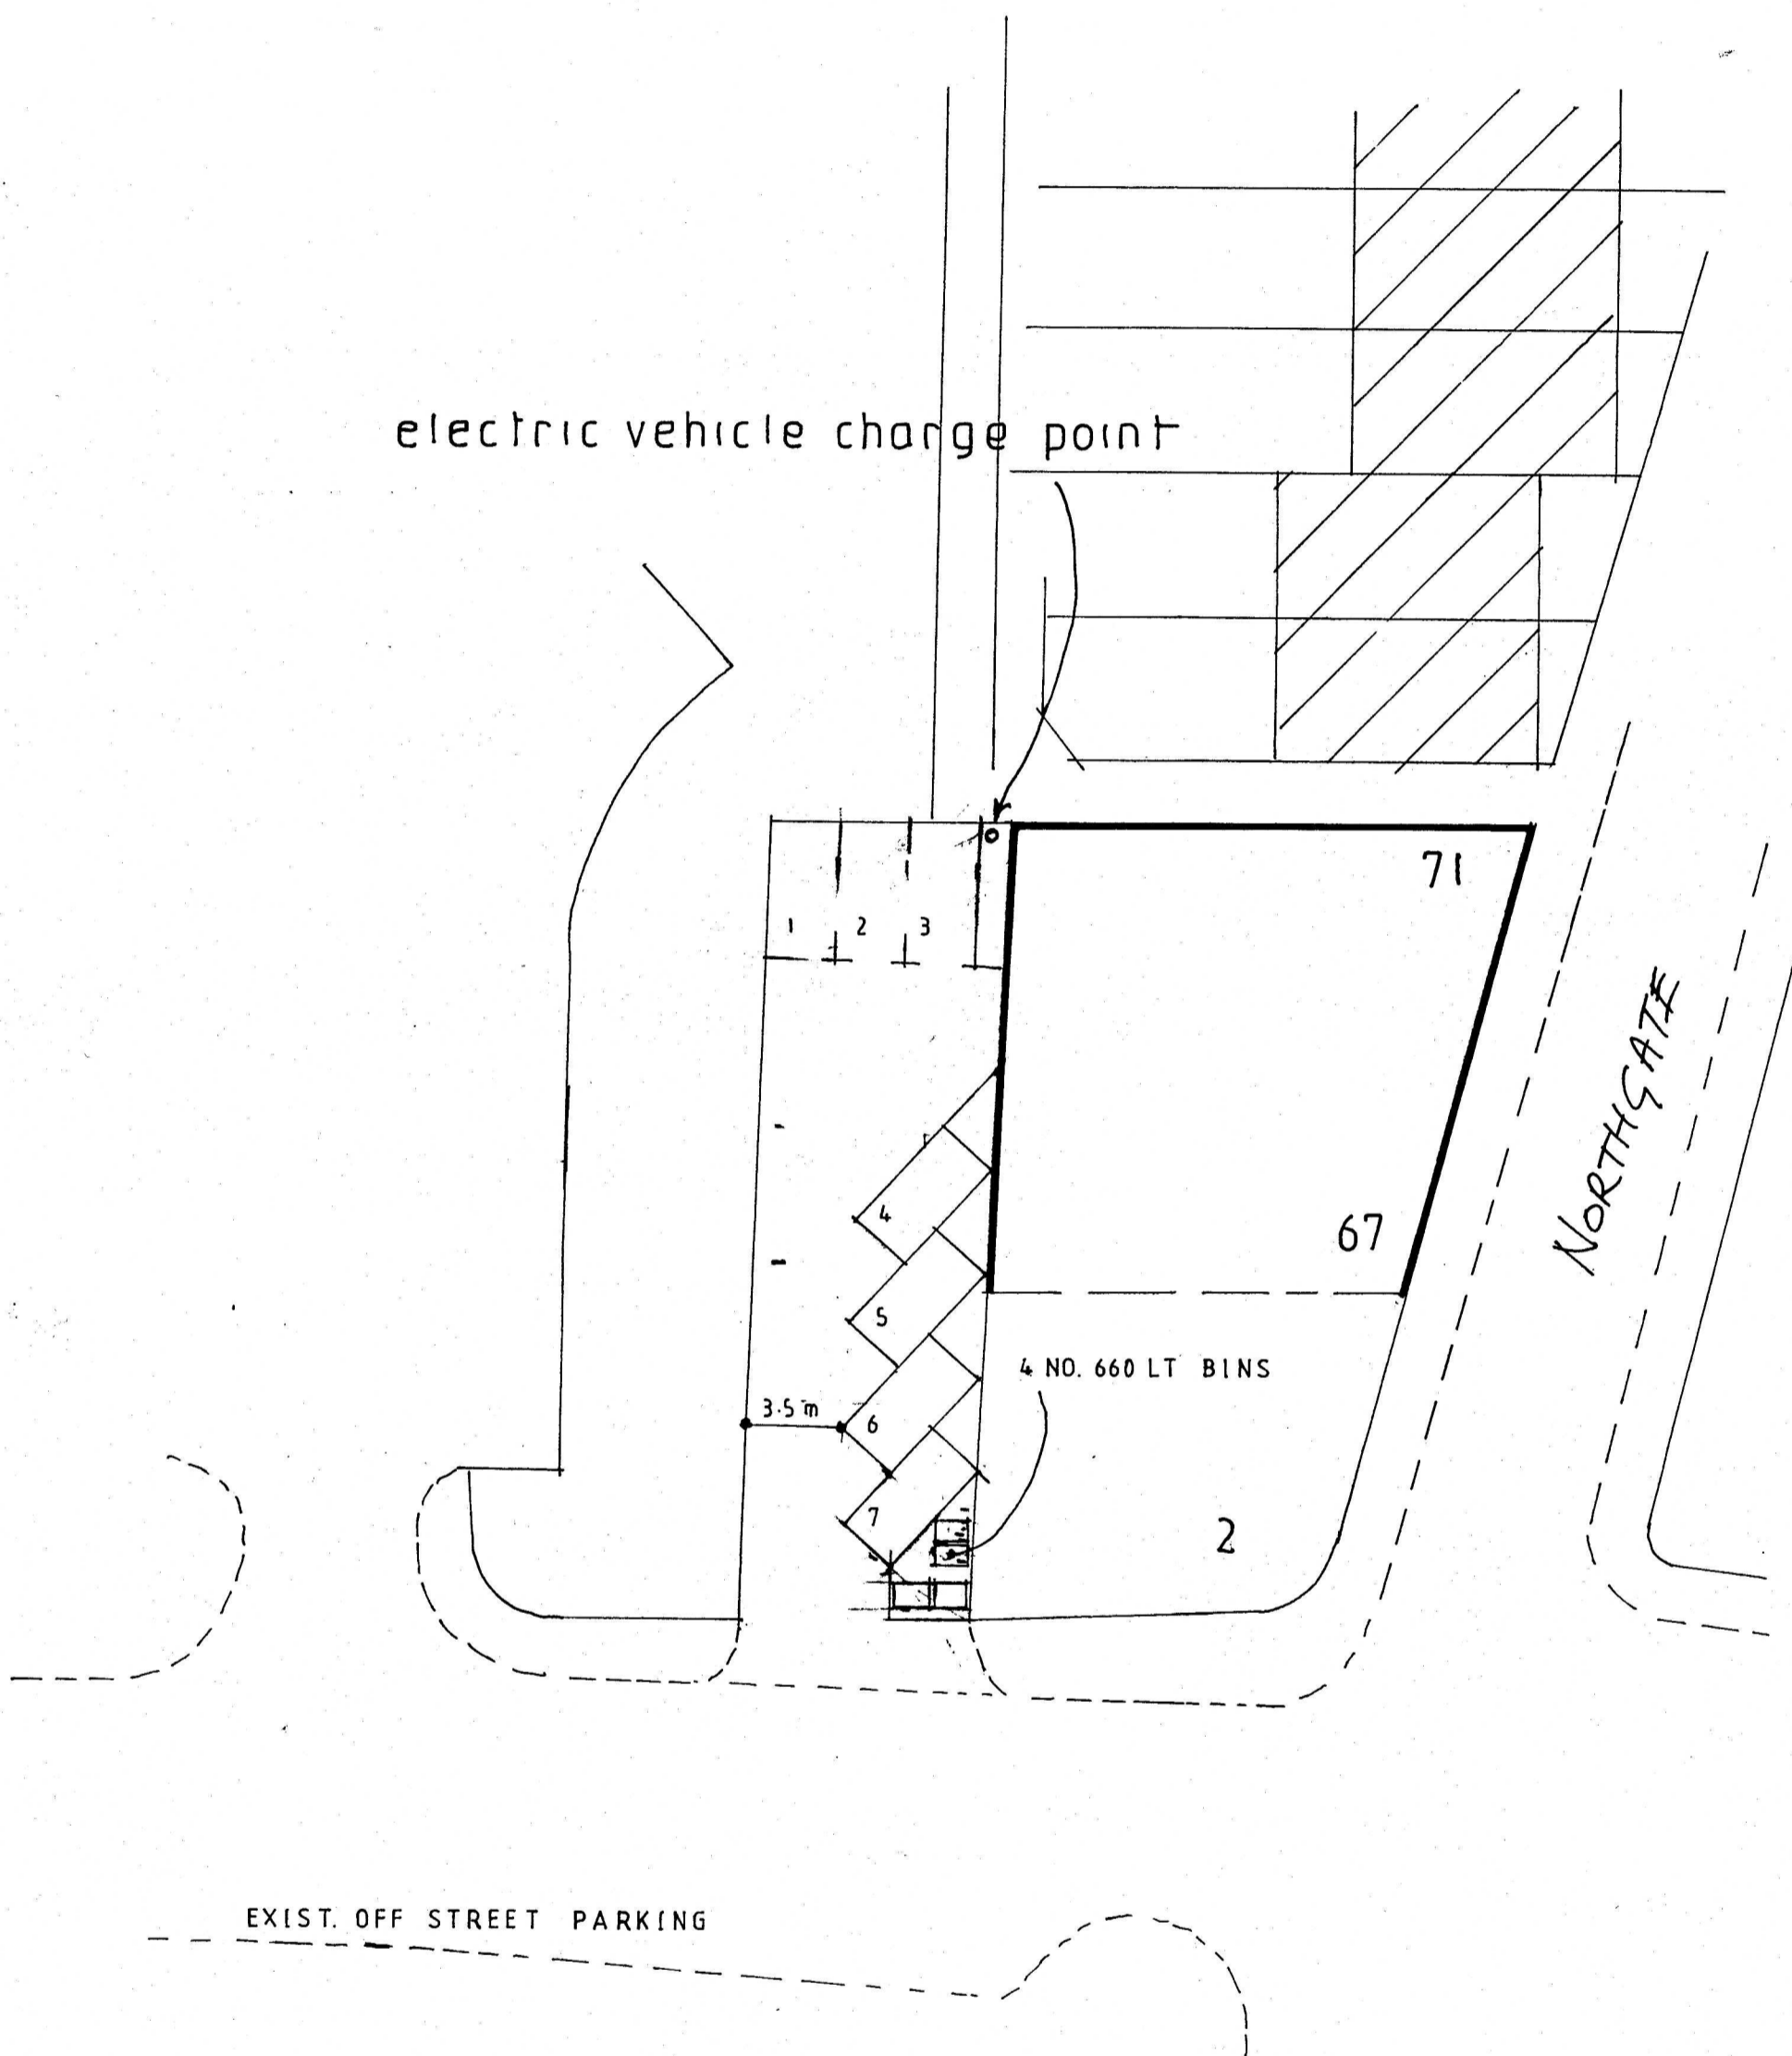 electric vehicle charge point
71
1 2 3
NORTHGATE
4
67
5
4 NO. 660 LT BINS
3.5 m
6
7
2
EXIST. OFF STREET PARKING